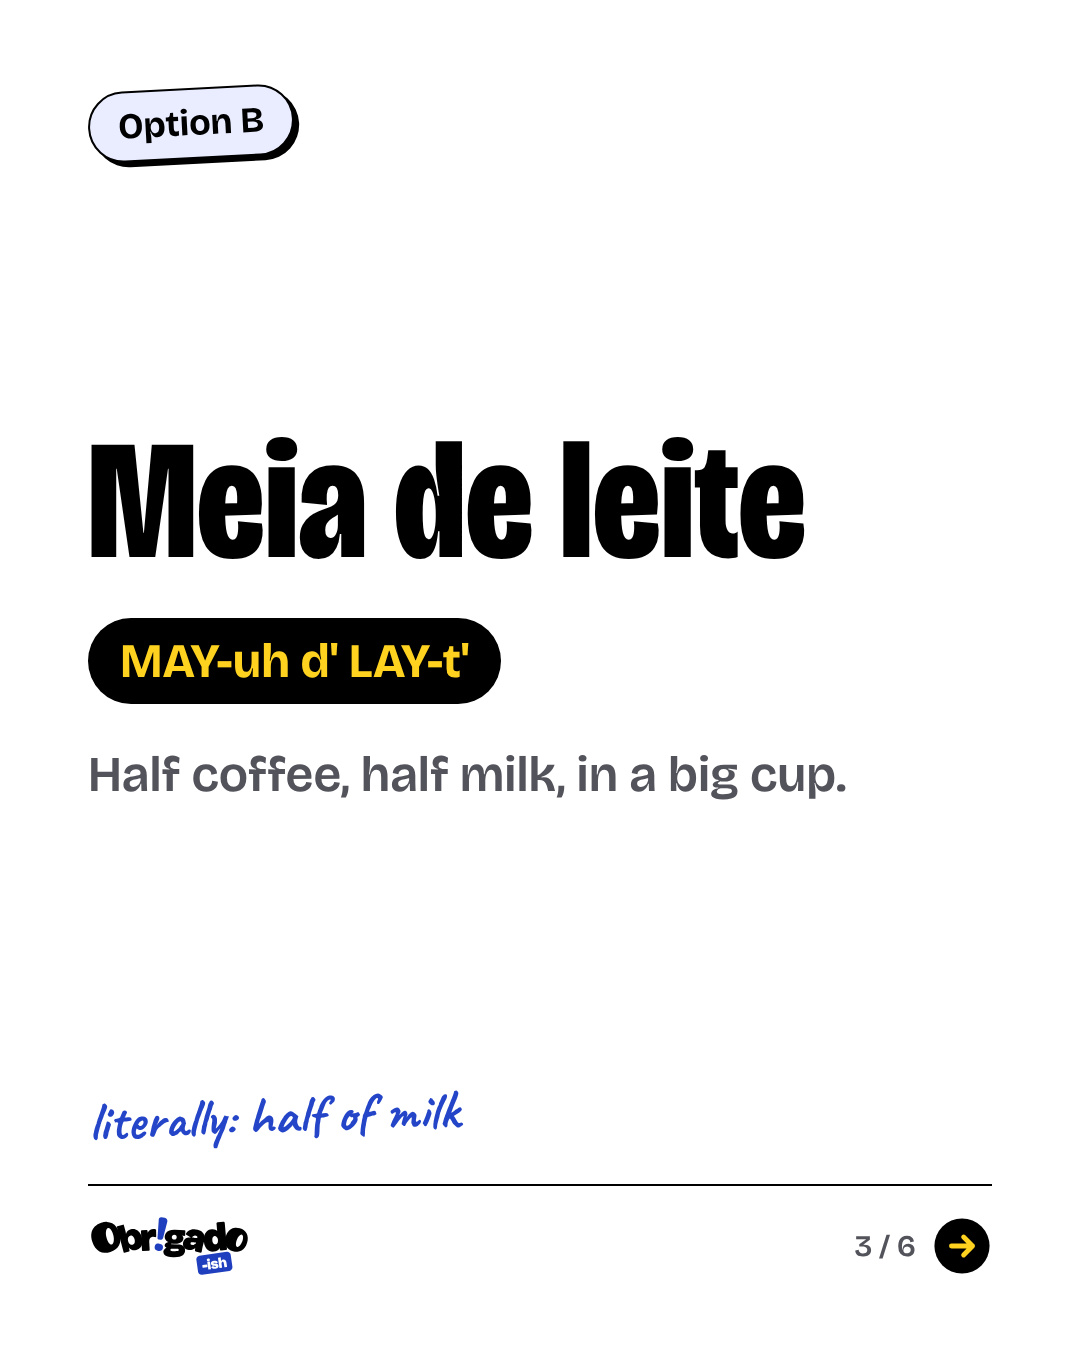 Option B
Meia de leite
MAY-uh d' LAY-t'
Half coffee, half milk, in a big cup.
literally: half of milk
Obr!gado
-ish
3 / 6